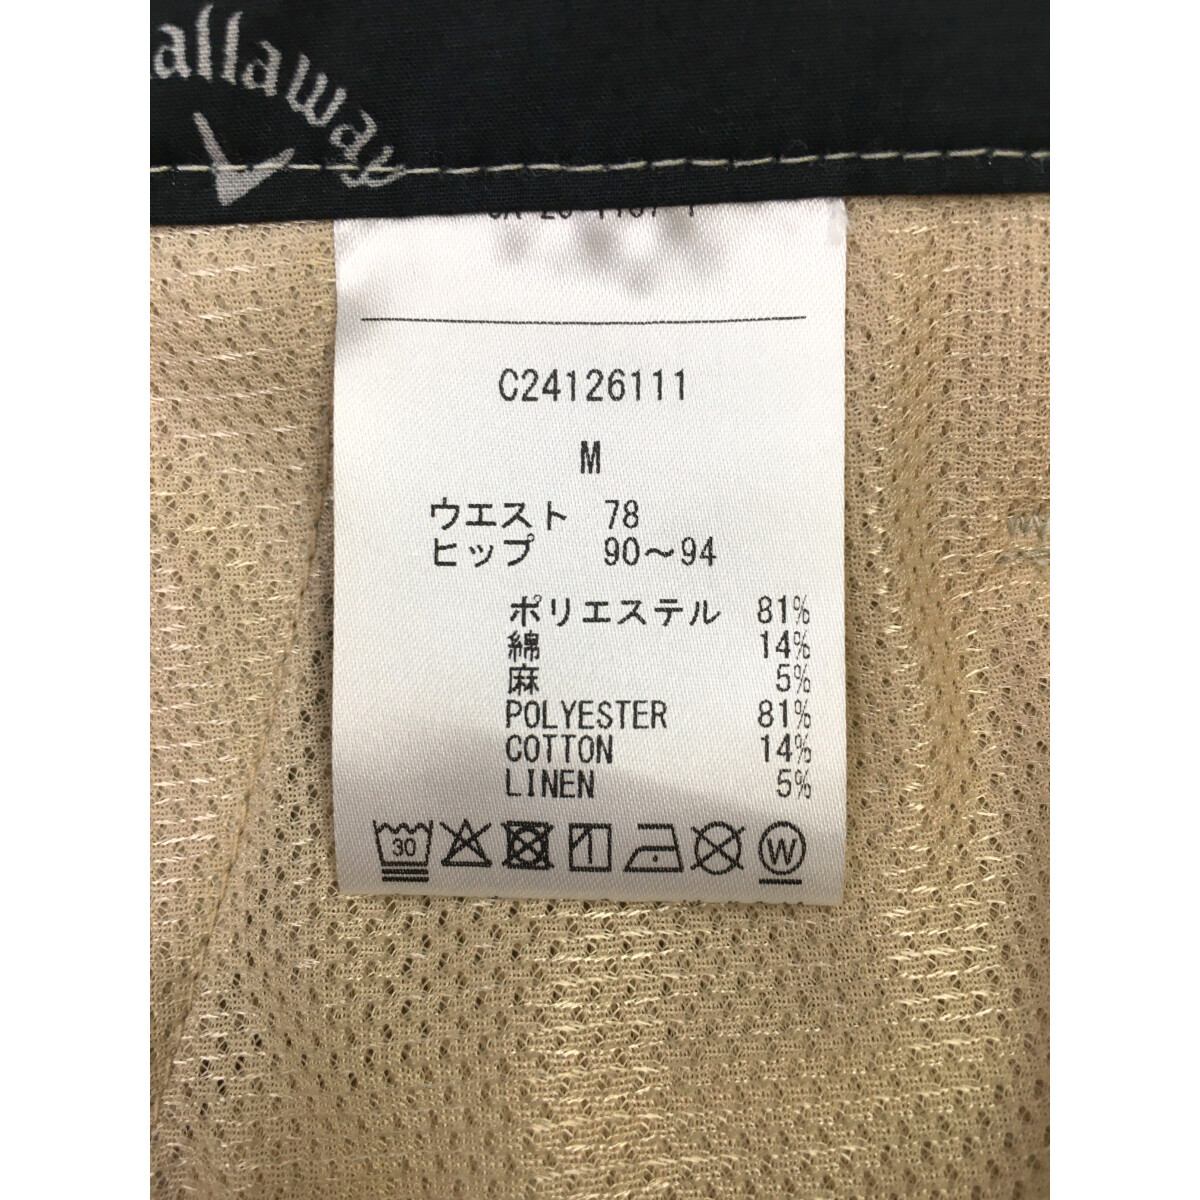 allaway
C24126111
M
ウエスト 78
ヒップ 90～94
ポリエステル 81%
綿 14%
麻 5%
POLYESTER 81%
COTTON 14%
LINEN 5%
30
W